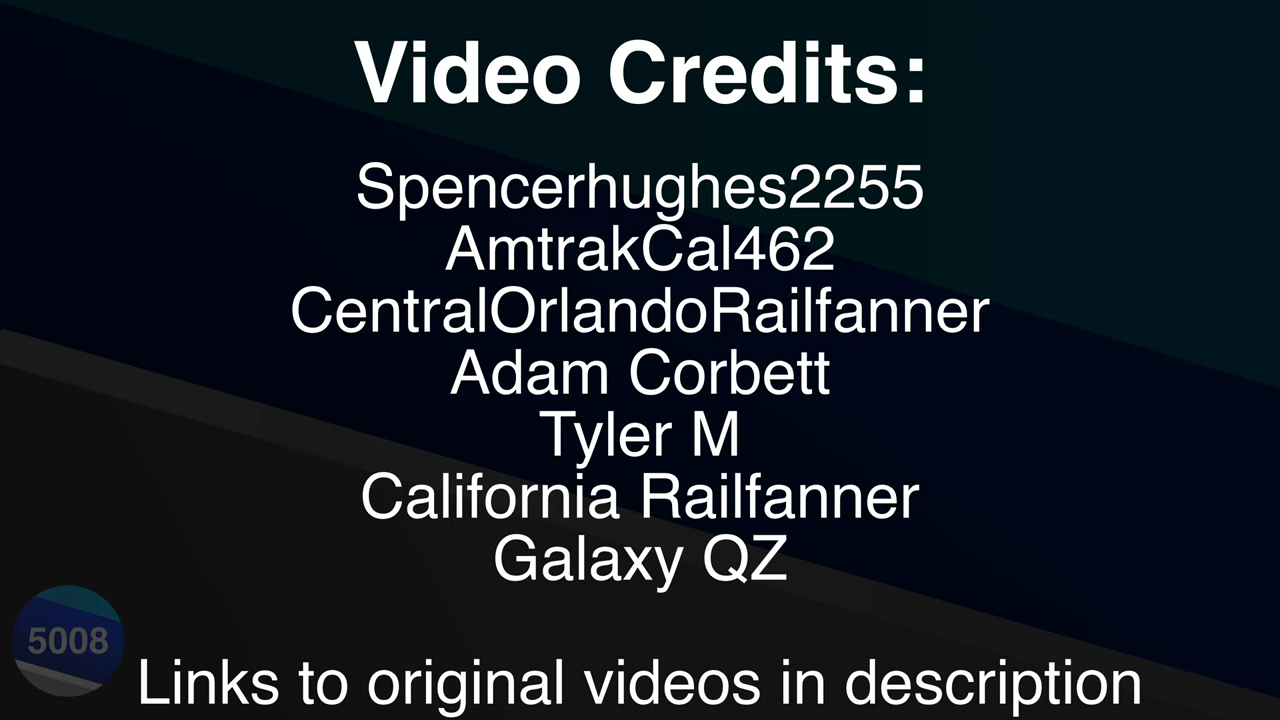 Video Credits:
Spencerhughes2255
AmtrakCal462
CentralOrlandoRailfanner
Adam Corbett
Tyler M
California Railfanner
Galaxy QZ
5008
Links to original videos in description